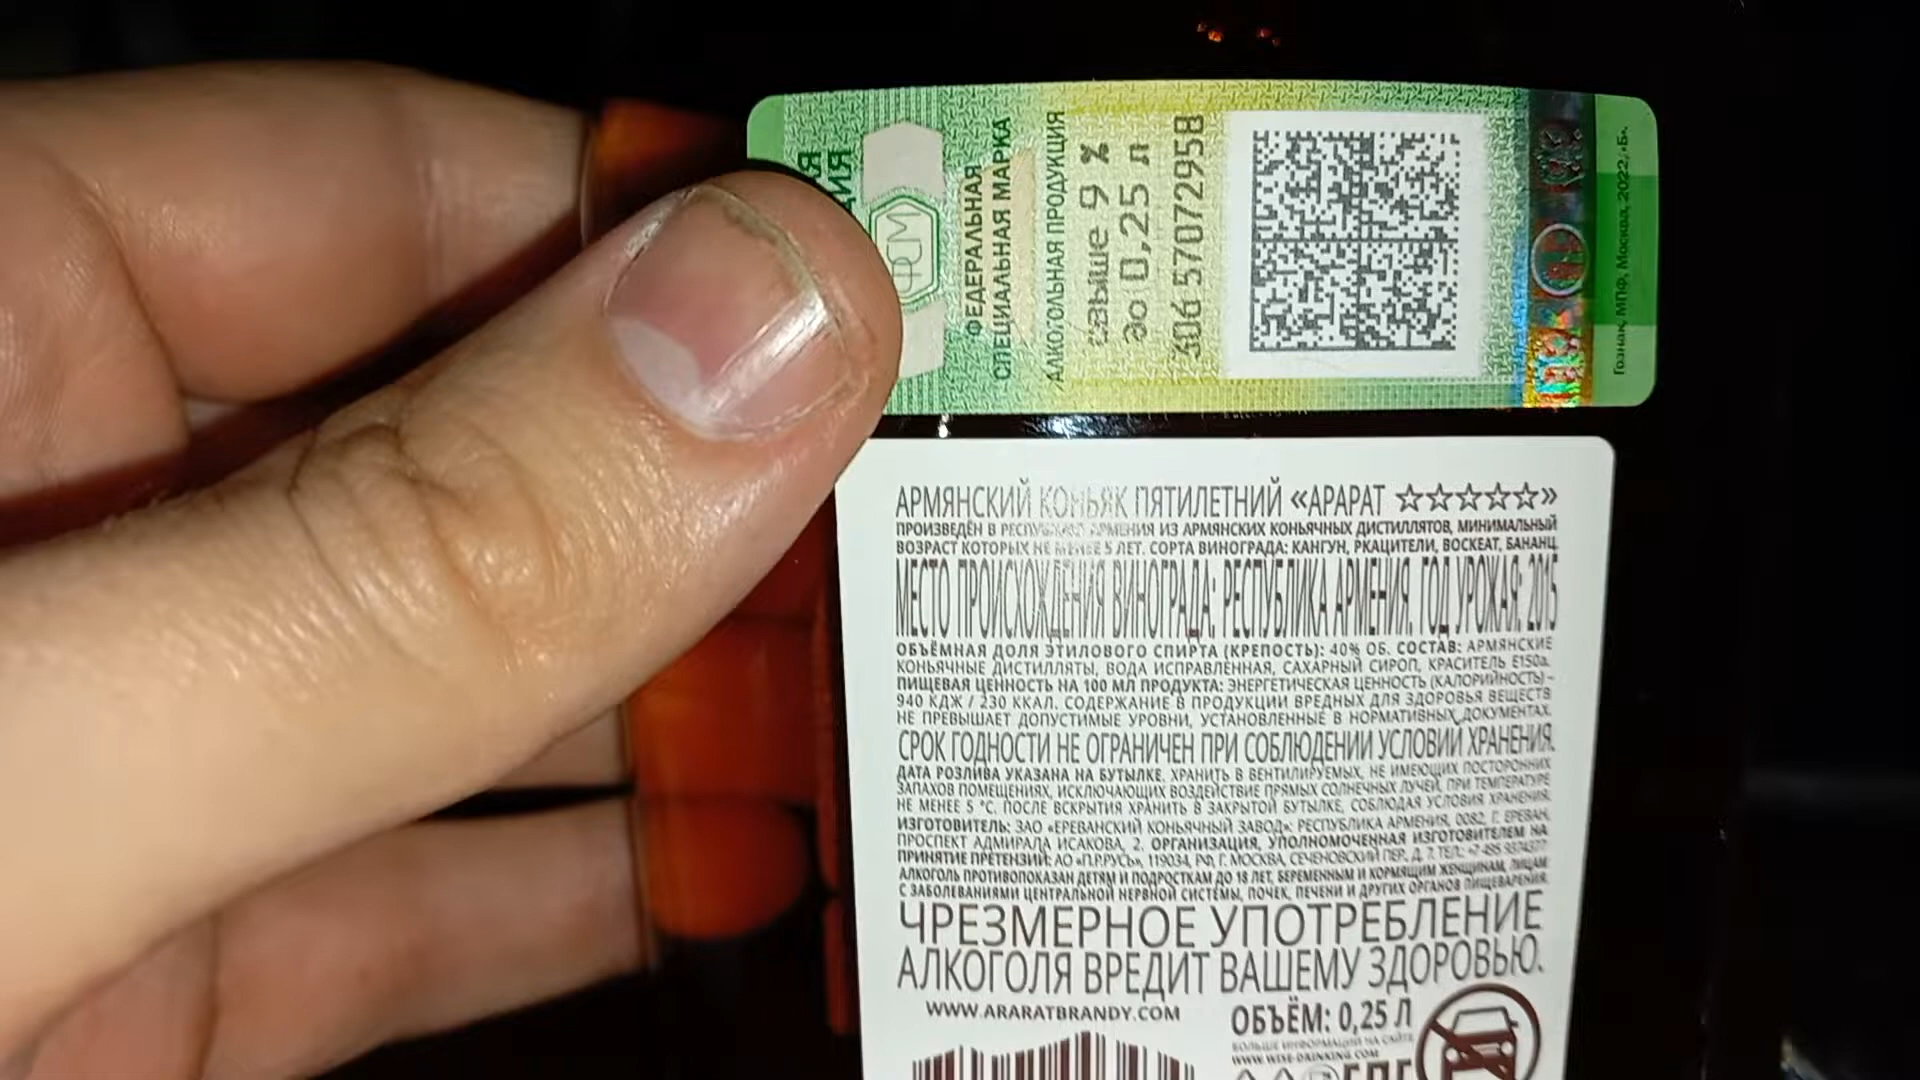 ФЕДЕРАЛЬНАЯ
СПЕЦИАЛЬНАЯ МАРКА
АЛКОГОЛЬНАЯ ПРОДУКЦИЯ
свыше 9 %
до 0,25 л
306 57072958
Гознак, МПФ, Москва, 2022, «Б».
ФСМ
АРМЯНСКИЙ КОНЬЯК ПЯТИЛЕТНИЙ «АРАРАТ ☆☆☆☆☆»
ПРОИЗВЕДЁН В РЕСПУБЛИКЕ АРМЕНИЯ ИЗ АРМЯНСКИХ КОНЬЯЧНЫХ ДИСТИЛЛЯТОВ, МИНИМАЛЬНЫЙ
ВОЗРАСТ КОТОРЫХ НЕ МЕНЕЕ 5 ЛЕТ. СОРТА ВИНОГРАДА: КАНГУН, РКАЦИТЕЛИ, ВОСКЕАТ, БАНАНЦ.
МЕСТО ПРОИСХОЖДЕНИЯ ВИНОГРАДА: РЕСПУБЛИКА АРМЕНИЯ. ГОД УРОЖАЯ: 2015
ОБЪЁМНАЯ ДОЛЯ ЭТИЛОВОГО СПИРТА (КРЕПОСТЬ): 40% ОБ. СОСТАВ: АРМЯНСКИЕ
КОНЬЯЧНЫЕ ДИСТИЛЛЯТЫ, ВОДА ИСПРАВЛЕННАЯ, САХАРНЫЙ СИРОП, КРАСИТЕЛЬ E150a.
ПИЩЕВАЯ ЦЕННОСТЬ НА 100 МЛ ПРОДУКТА: ЭНЕРГЕТИЧЕСКАЯ ЦЕННОСТЬ (КАЛОРИЙНОСТЬ) –
940 КДЖ / 230 ККАЛ. СОДЕРЖАНИЕ В ПРОДУКЦИИ ВРЕДНЫХ ДЛЯ ЗДОРОВЬЯ ВЕЩЕСТВ
НЕ ПРЕВЫШАЕТ ДОПУСТИМЫЕ УРОВНИ, УСТАНОВЛЕННЫЕ В НОРМАТИВНЫХ ДОКУМЕНТАХ.
СРОК ГОДНОСТИ НЕ ОГРАНИЧЕН ПРИ СОБЛЮДЕНИИ УСЛОВИЙ ХРАНЕНИЯ.
ДАТА РОЗЛИВА УКАЗАНА НА БУТЫЛКЕ. ХРАНИТЬ В ВЕНТИЛИРУЕМЫХ, НЕ ИМЕЮЩИХ ПОСТОРОННИХ
ЗАПАХОВ ПОМЕЩЕНИЯХ, ИСКЛЮЧАЮЩИХ ВОЗДЕЙСТВИЕ ПРЯМЫХ СОЛНЕЧНЫХ ЛУЧЕЙ, ПРИ ТЕМПЕРАТУРЕ
НЕ МЕНЕЕ 5 °С. ПОСЛЕ ВСКРЫТИЯ ХРАНИТЬ В ЗАКРЫТОЙ БУТЫЛКЕ, СОБЛЮДАЯ УСЛОВИЯ ХРАНЕНИЯ.
ИЗГОТОВИТЕЛЬ: ЗАО «ЕРЕВАНСКИЙ КОНЬЯЧНЫЙ ЗАВОД»: РЕСПУБЛИКА АРМЕНИЯ, 0082, Г. ЕРЕВАН,
ПРОСПЕКТ АДМИРАЛА ИСАКОВА, 2. ОРГАНИЗАЦИЯ, УПОЛНОМОЧЕННАЯ ИЗГОТОВИТЕЛЕМ НА
ПРИНЯТИЕ ПРЕТЕНЗИЙ: АО «П.Р.РУСЬ», 119034, РФ, Г. МОСКВА, СЕЧЕНОВСКИЙ ПЕР., Д. 7, ТЕЛ.: +7 495 9374377
АЛКОГОЛЬ ПРОТИВОПОКАЗАН ДЕТЯМ И ПОДРОСТКАМ ДО 18 ЛЕТ, БЕРЕМЕННЫМ И КОРМЯЩИМ ЖЕНЩИНАМ, ЛИЦАМ
С ЗАБОЛЕВАНИЯМИ ЦЕНТРАЛЬНОЙ НЕРВНОЙ СИСТЕМЫ, ПОЧЕК, ПЕЧЕНИ И ДРУГИХ ОРГАНОВ ПИЩЕВАРЕНИЯ.
ЧРЕЗМЕРНОЕ УПОТРЕБЛЕНИЕ
АЛКОГОЛЯ ВРЕДИТ ВАШЕМУ ЗДОРОВЬЮ.
WWW.ARARATBRANDY.COM
ОБЪЁМ: 0,25 Л
БОЛЬШЕ ИНФОРМАЦИИ НА САЙТЕ
WWW.WISE-DRINKING.COM